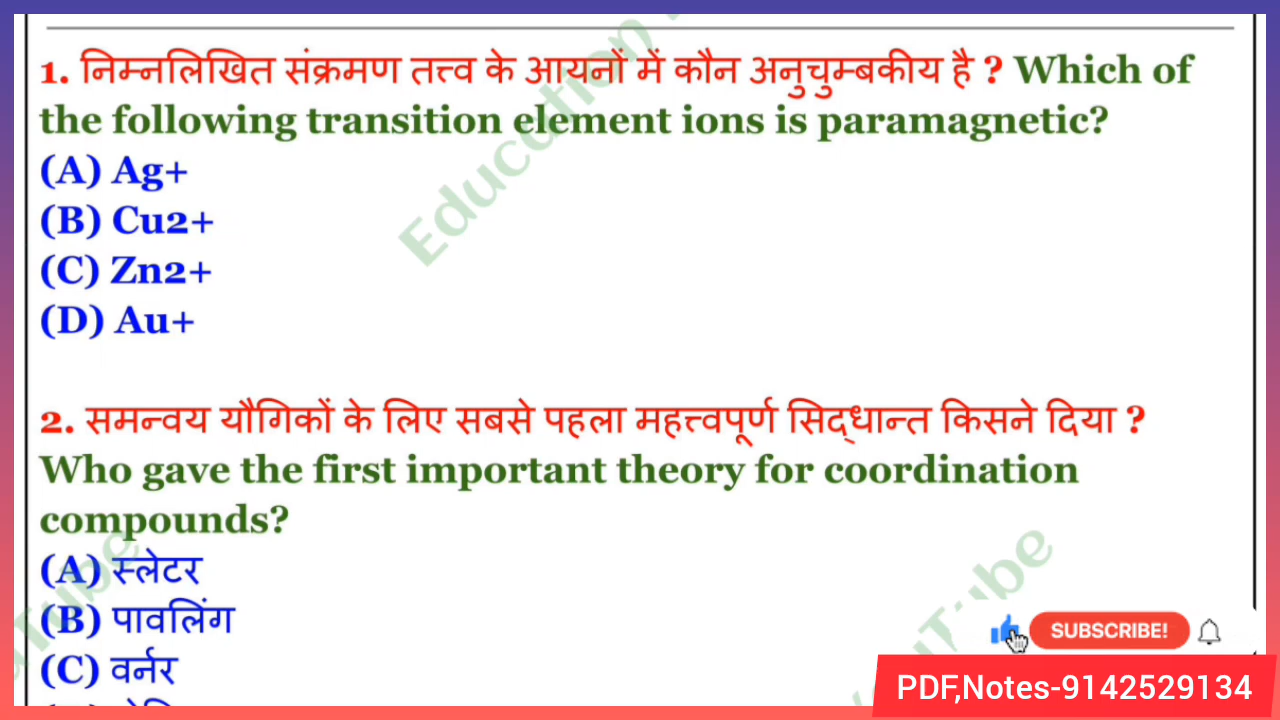 1. निम्नलिखित संक्रमण तत्त्व के आयनों में कौन अनुचुम्बकीय है ? Which of
the following transition element ions is paramagnetic?
(A) Ag+
(B) Cu2+
(C) Zn2+
(D) Au+
2. समन्वय यौगिकों के लिए सबसे पहला महत्त्वपूर्ण सिद्धान्त किसने दिया ?
Who gave the first important theory for coordination
compounds?
(A) स्लेटर
(B) पावलिंग
(C) वर्नर
SUBSCRIBE!
PDF,Notes-9142529134
Education